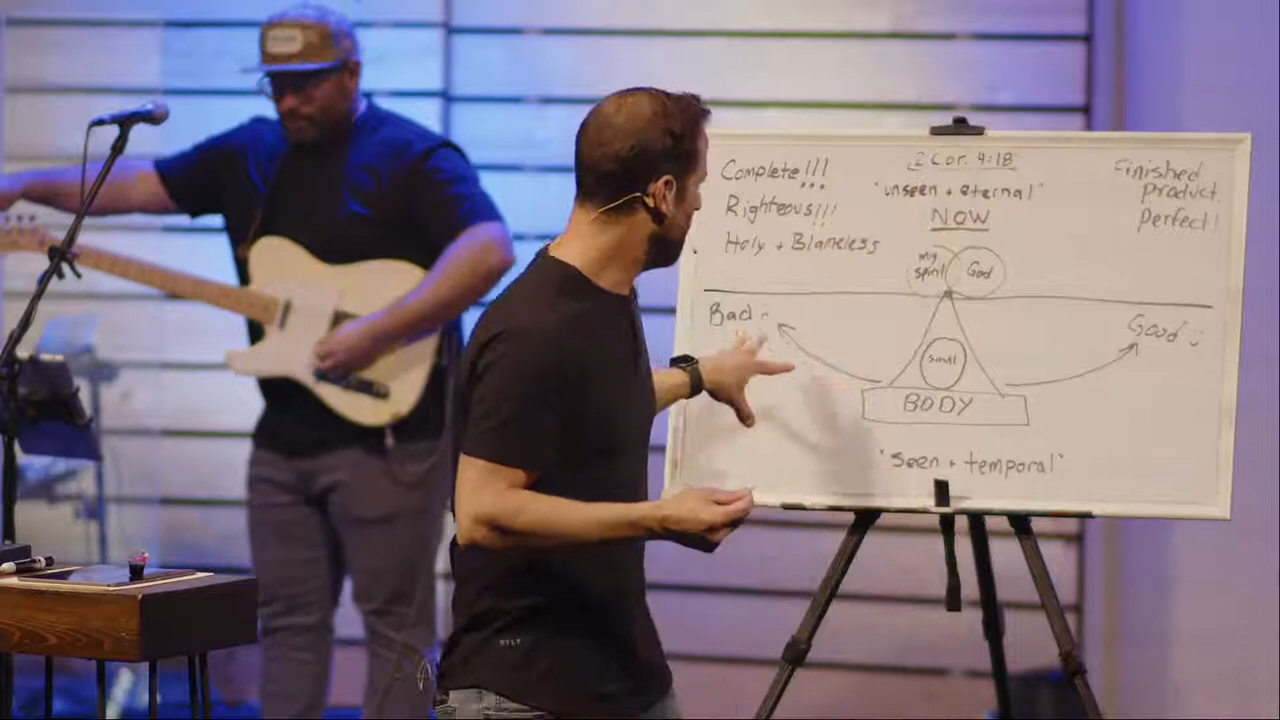 Complete!!!
Righteous!!!
Holy + Blameless
2 Cor. 4:18
"unseen + eternal"
NOW
Finished
Product.
Perfect!
my
spirit
God
Bad :
Good :
Soul
BODY
"seen + temporal"
RYLT